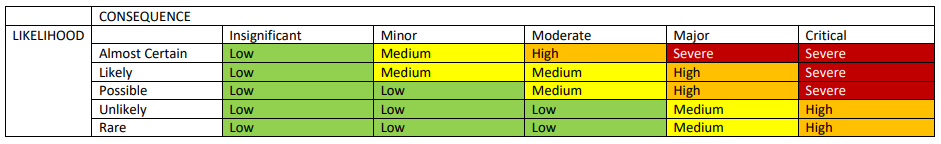 CONSEQUENCE
LIKELIHOOD Insignificant Minor Moderate Major Critical
Almost Certain Low Medium High Severe Severe
Likely Low Medium Medium High Severe
Possible Low Low Medium High Severe
Unlikely Low Low Low Medium High
Rare Low Low Low Medium High